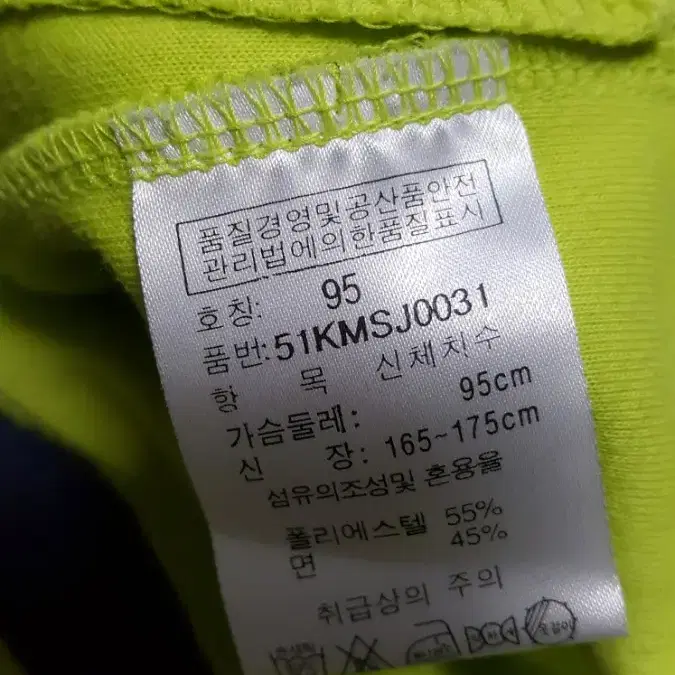 품질경영및공산품안전
관리법에의한품질표시
호칭: 95
품번: 51KMSJ0031
항 목 신체치수
가슴둘레: 95cm
신 장: 165~175cm
섬유의조성및 혼용율
폴리에스텔 55%
면 45%
취급상의 주의
옷걸이